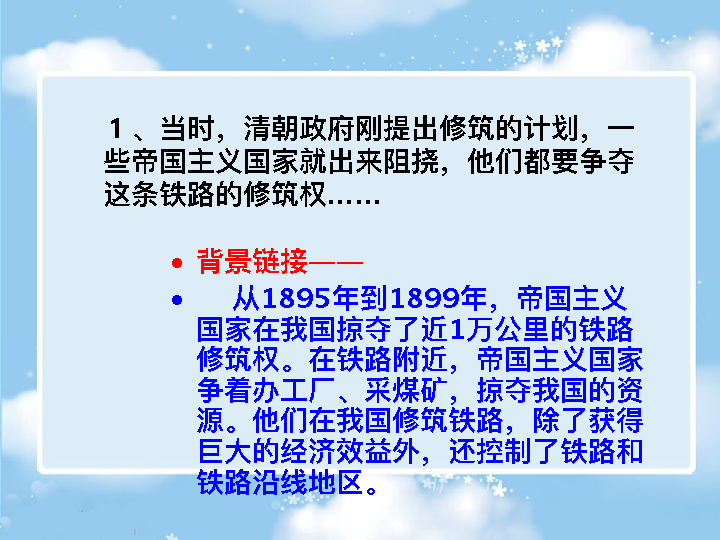 1、当时，清朝政府刚提出修筑的计划，一
些帝国主义国家就出来阻挠，他们都要争夺
这条铁路的修筑权……
• 背景链接——
• 从1895年到1899年，帝国主义
国家在我国掠夺了近1万公里的铁路
修筑权。在铁路附近，帝国主义国家
争着办工厂、采煤矿，掠夺我国的资
源。他们在我国修筑铁路，除了获得
巨大的经济效益外，还控制了铁路和
铁路沿线地区。